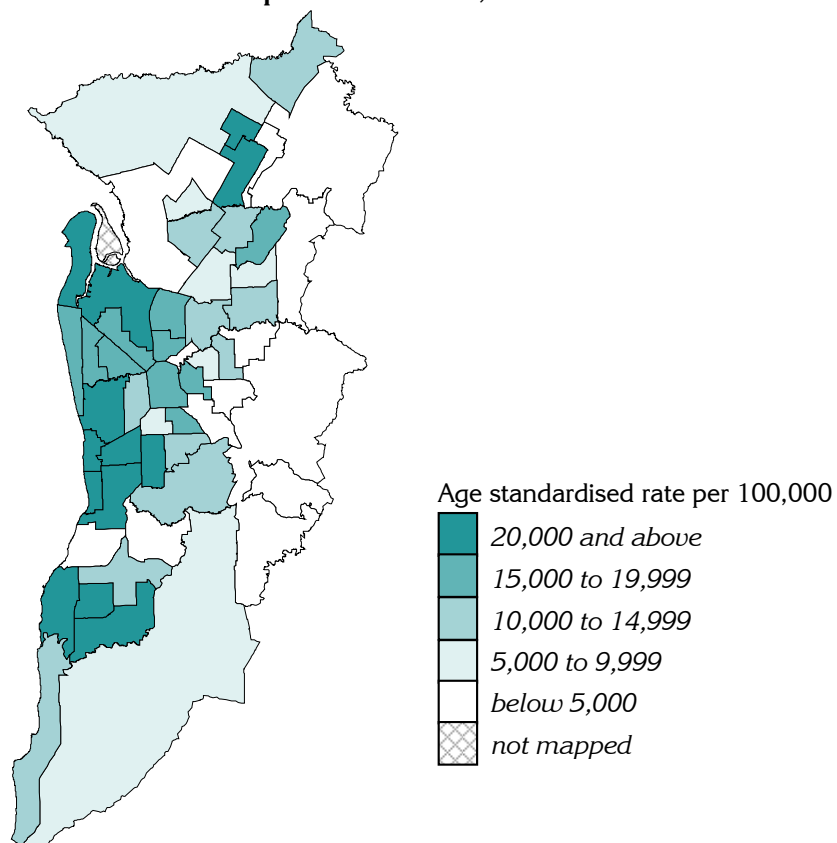 Age standardised rate per 100,000
20,000 and above
15,000 to 19,999
10,000 to 14,999
5,000 to 9,999
below 5,000
not mapped